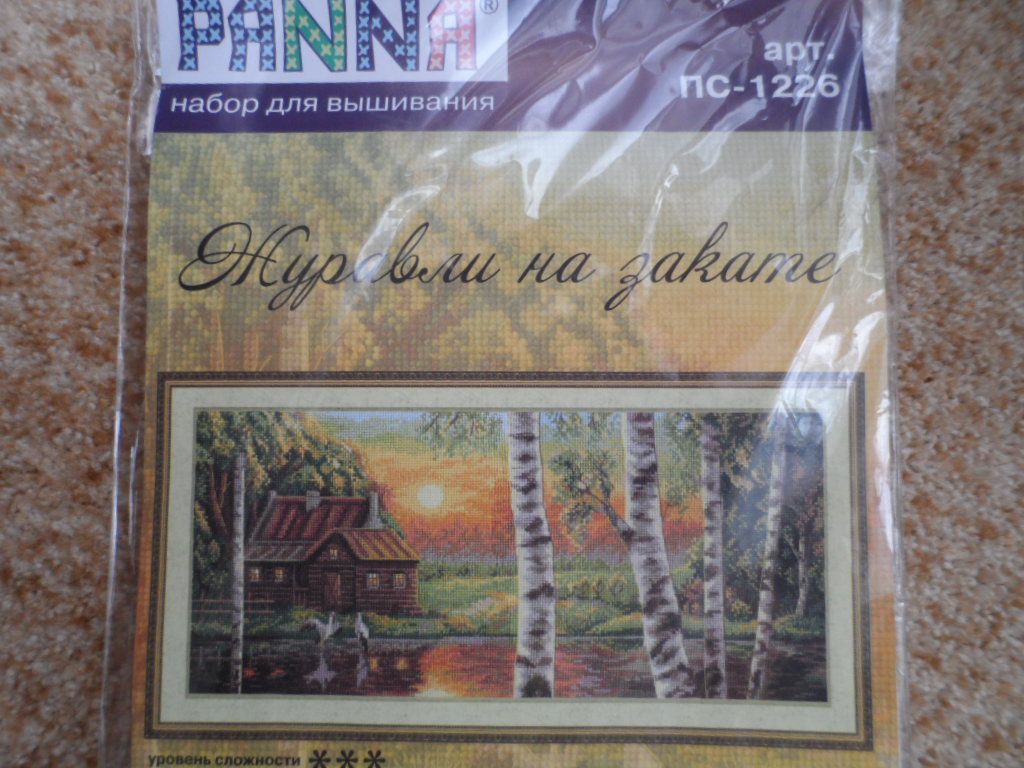 PANNA®
набор для вышивания
арт.
ПС-1226
Журавли на закате
уровень сложности ***